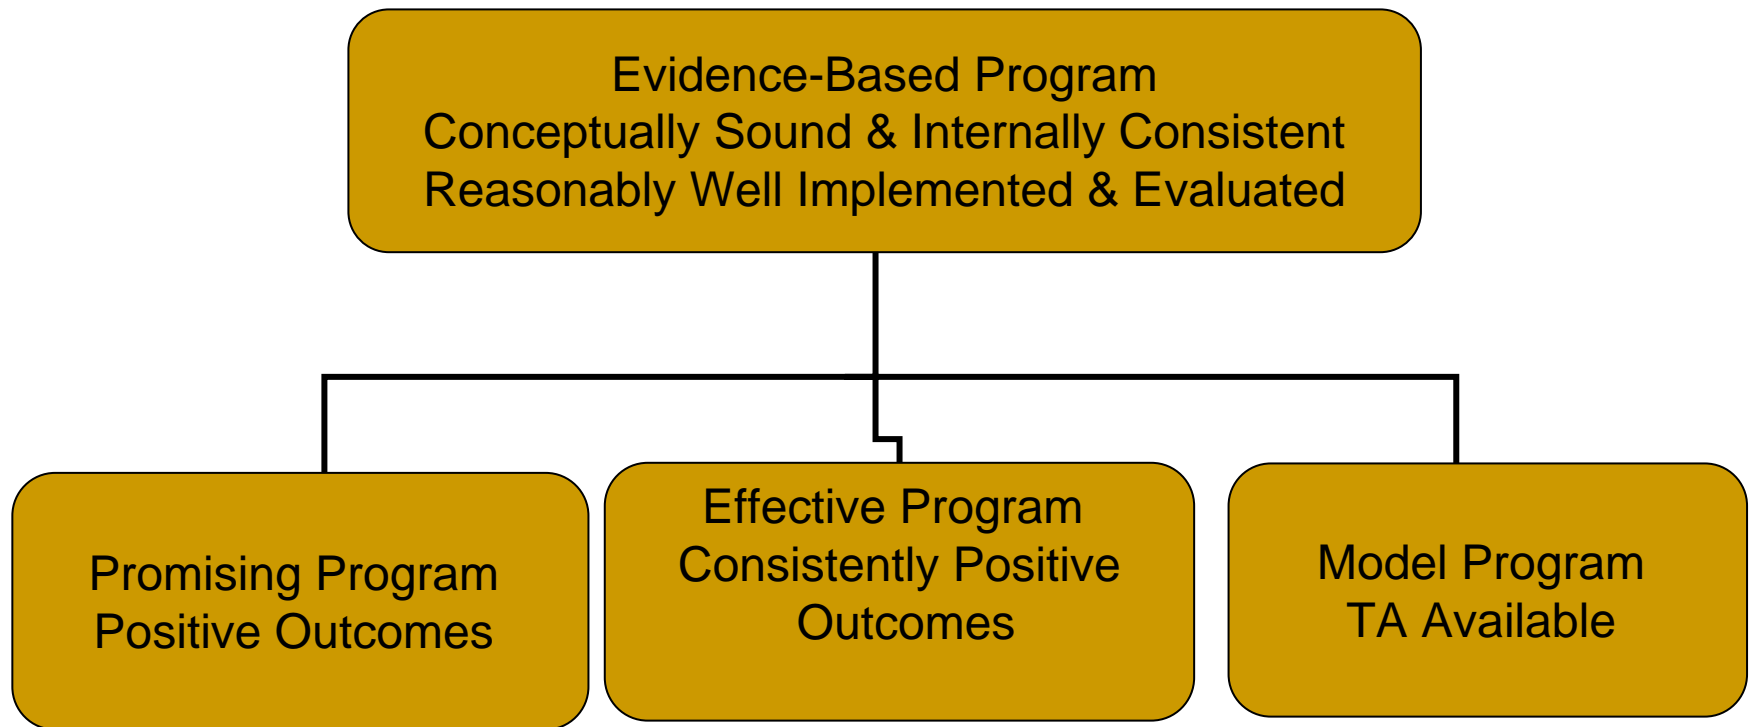 Evidence-Based Program
Conceptually Sound & Internally Consistent
Reasonably Well Implemented & Evaluated
Promising Program
Positive Outcomes
Effective Program
Consistently Positive
Outcomes
Model Program
TA Available